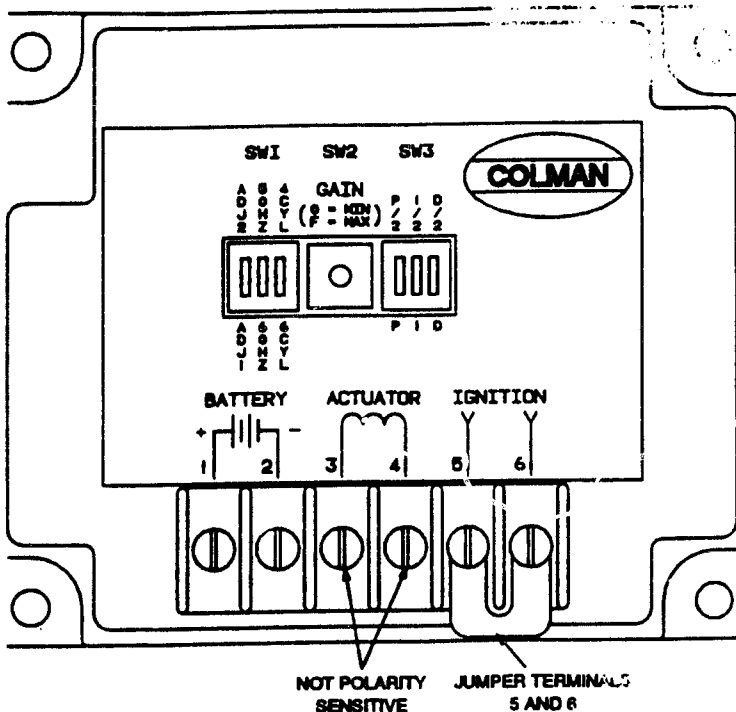 SW1 SW2 SW3
COLMAN
ADJ2 50HZ 4CYL
GAIN
(0 = MIN
F = MAX)
P/2 I/2 D/2
ADJ1 60HZ 6CYL
P I D
BATTERY ACTUATOR IGNITION
+ -
1 2 3 4 5 6
NOT POLARITY
SENSITIVE
JUMPER TERMINALS
5 AND 6